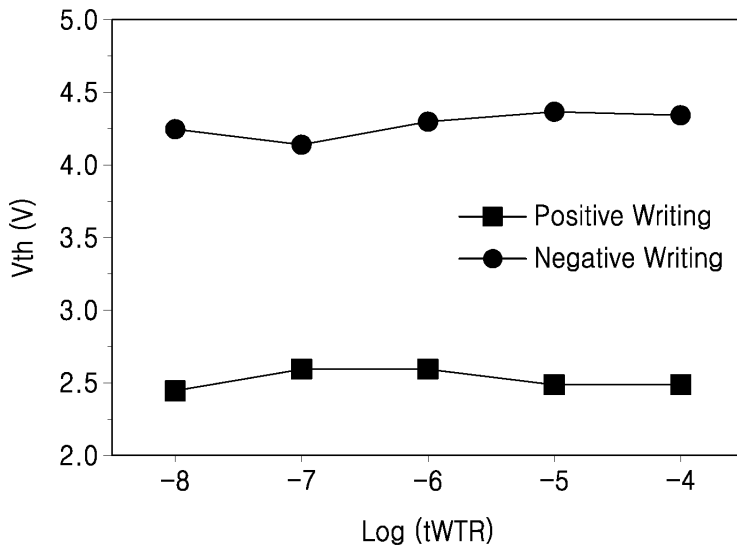 5.0
4.5
4.0
3.5
3.0
2.5
2.0
Vth (V)
Positive Writing
Negative Writing
-8 -7 -6 -5 -4
Log (tWTR)